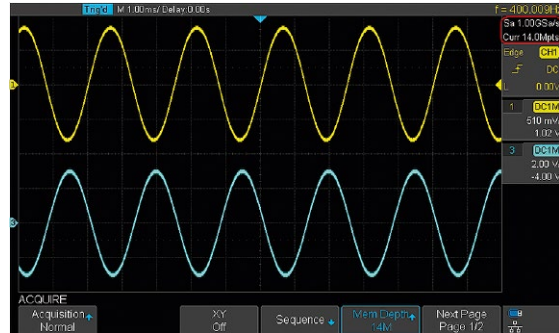 Trig'd M 1.00ms/ Delay:0.00s f = 400.009Hz
Sa 1.00GSa/s
Curr 14.0Mpts
Edge CH1
DC
L 0.00V
1 DC1M
510 mV/
1.02 V
3 DC1M
2.00 V/
-4.00 V
ACQUIRE
Acquisition Normal
XY Off
Sequence
Mem Depth 14M
Next Page Page 1/2